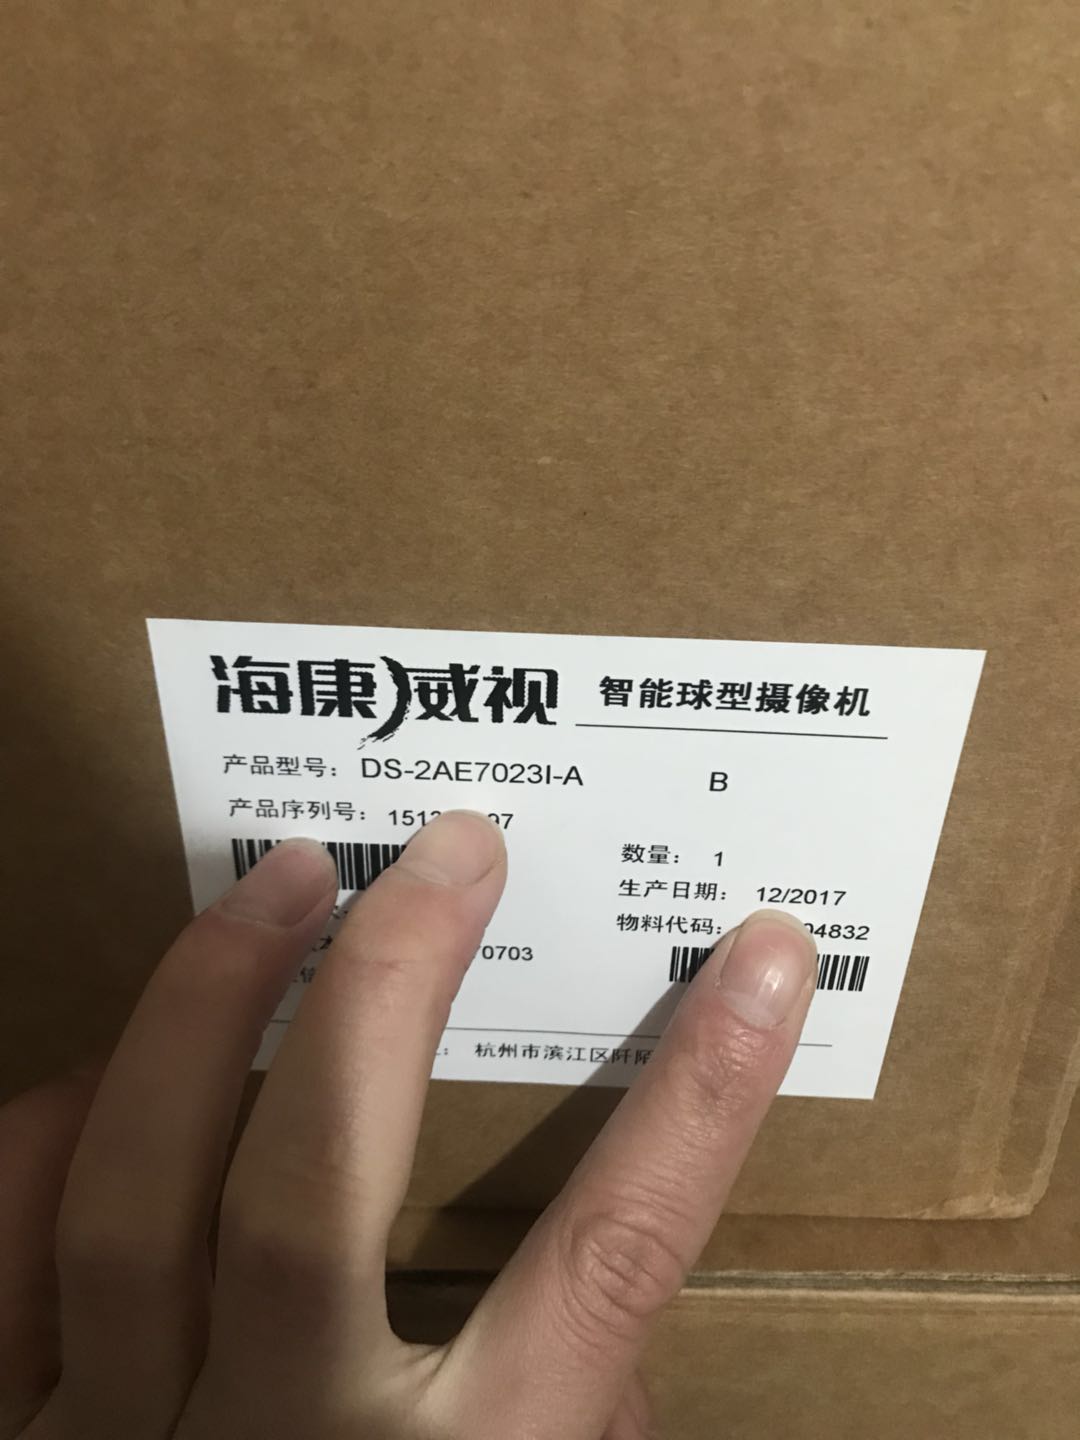 海康威视 智能球型摄像机
产品型号： DS-2AE7023I-A B
产品序列号： 151 97
数量： 1
生产日期： 12/2017
物料代码： 04832
70703
杭州市滨江区阡陌